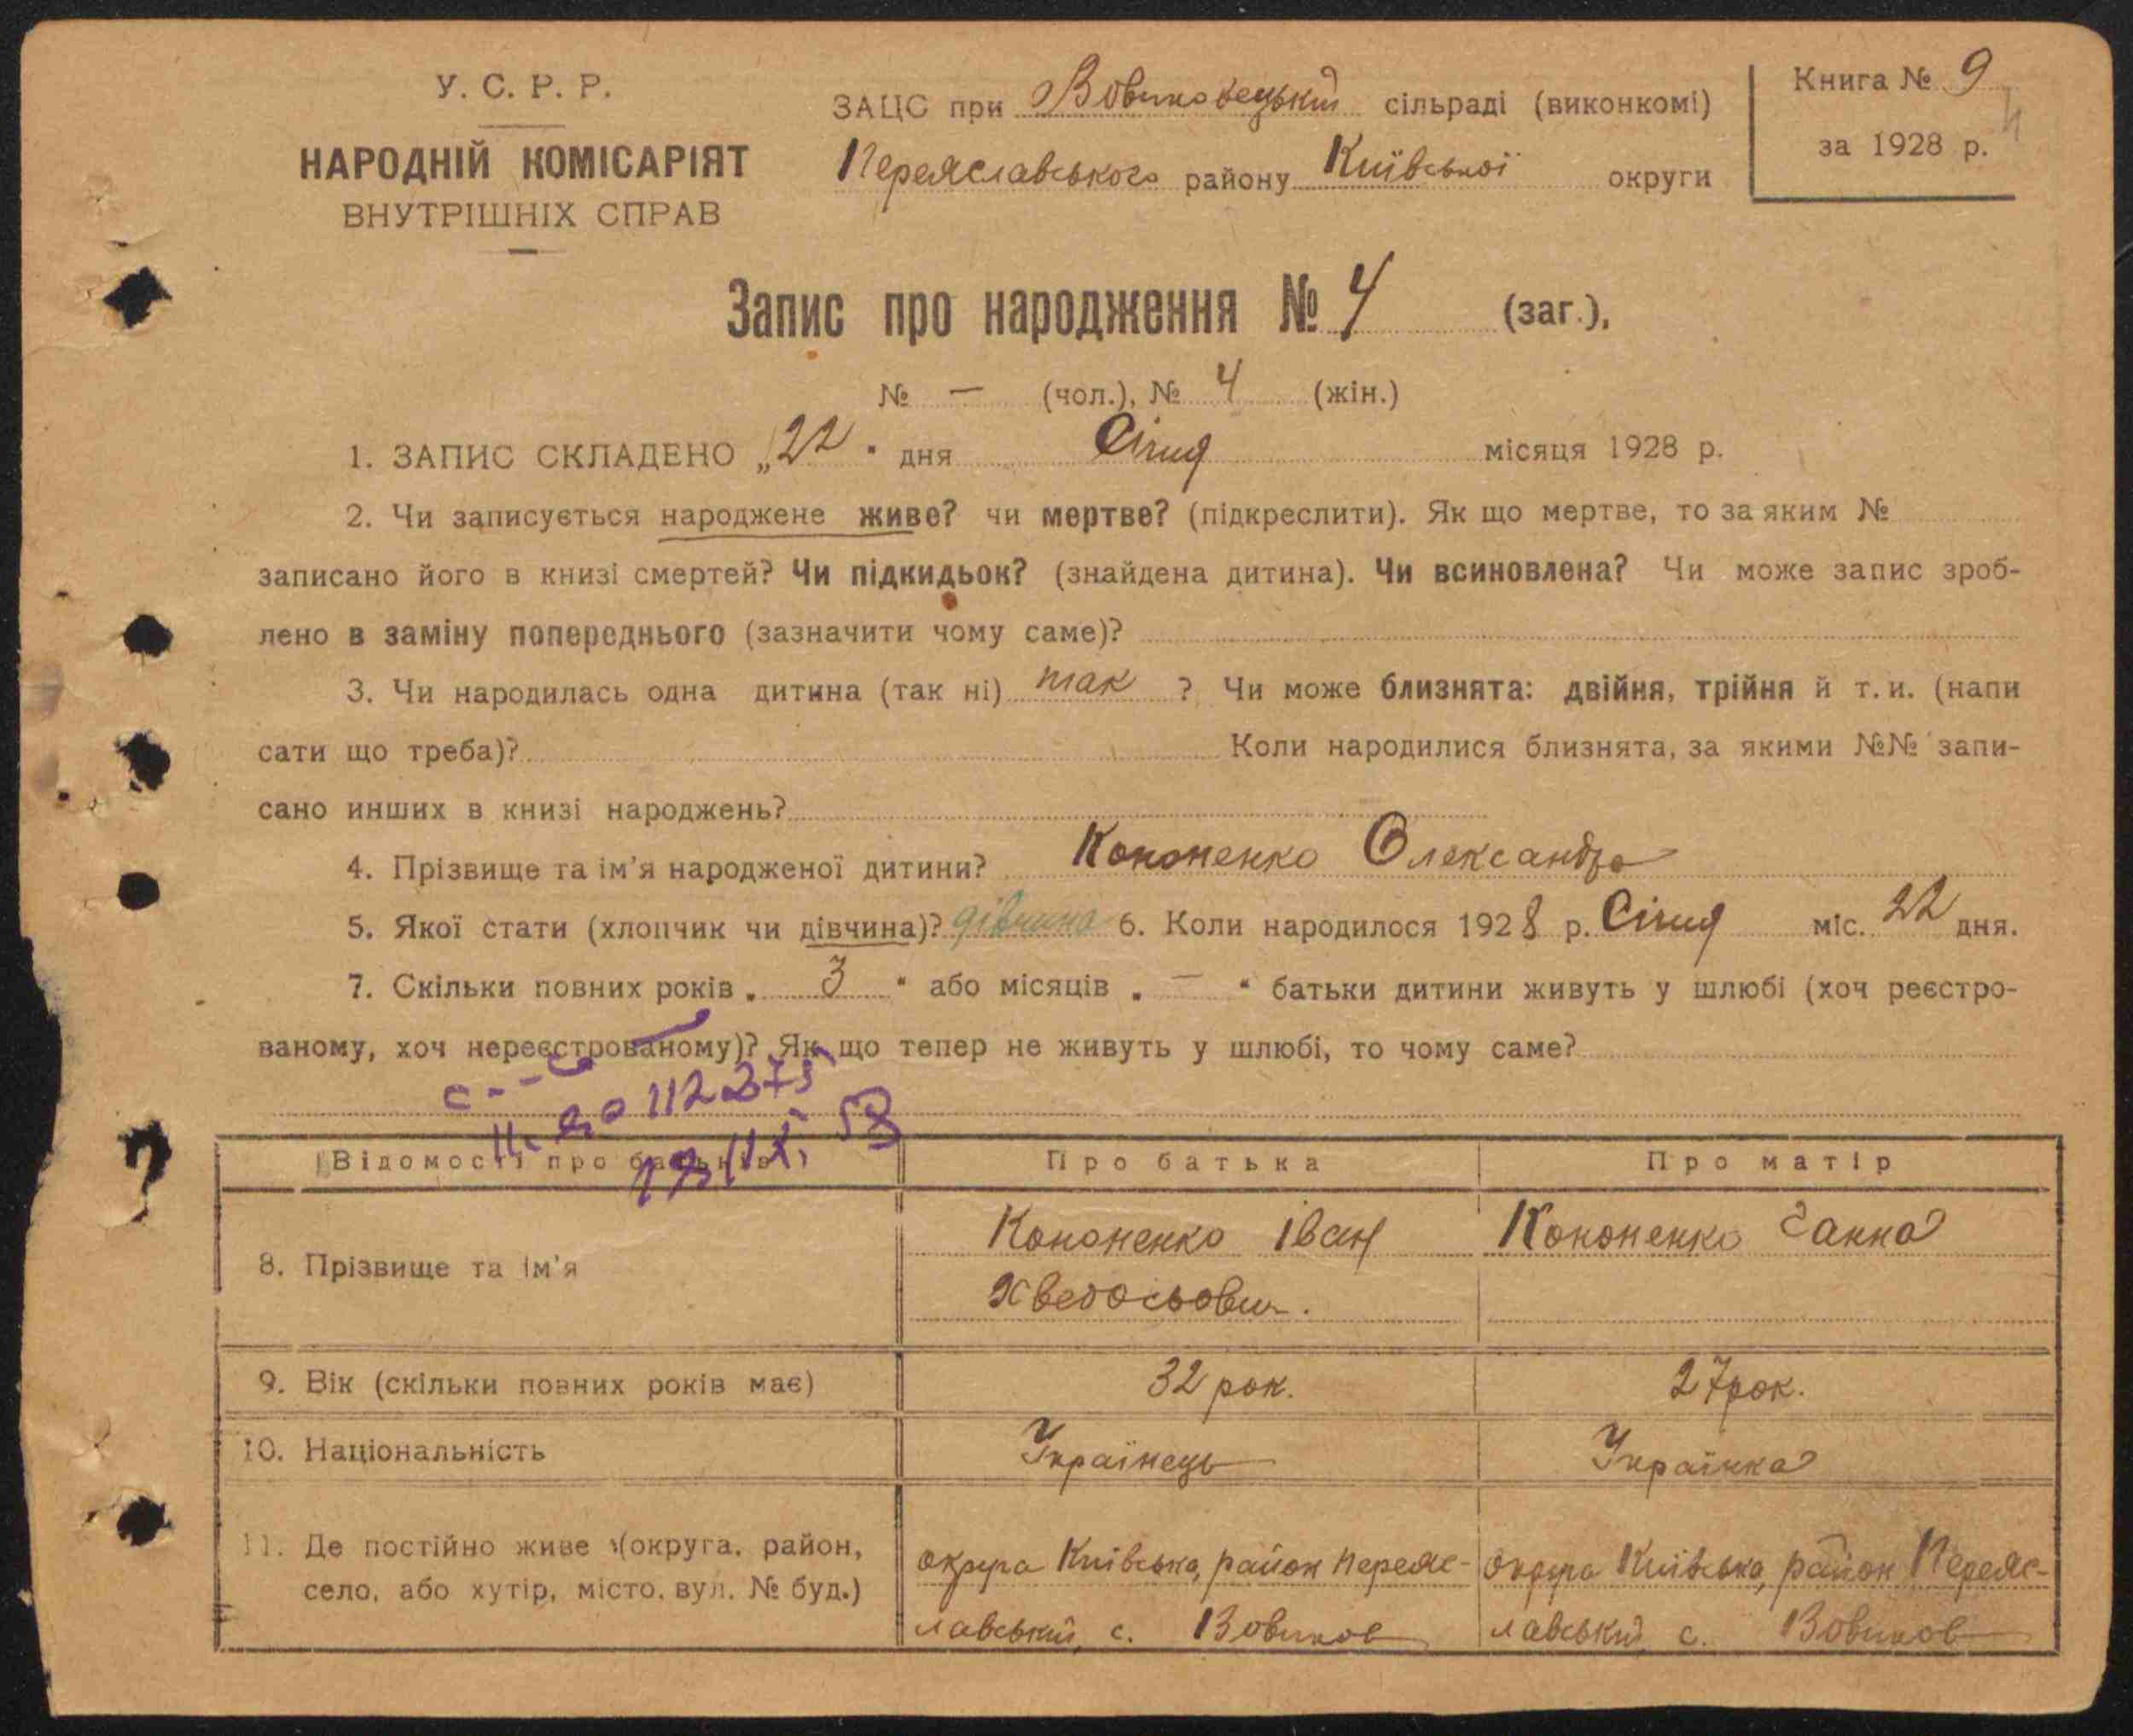 У. С. Р. Р.
НАРОДНІЙ КОМІСАРІЯТ
ВНУТРІШНІХ СПРАВ
ЗАЦС при Вовчковецькій сільраді (виконкомі)
Переяславського району Київської округи
Книга № 9
4
за 1928 р.
Запис про народження № 4 (заг.),
№ — (чол.), № 4 (жін.)
1. ЗАПИС СКЛАДЕНО „22" дня Січня місяця 1928 р.
2. Чи записується народжене живе? чи мертве? (підкреслити). Як що мертве, то за яким №
записано його в книзі смертей? Чи підкидьок? (знайдена дитина). Чи всиновлена? Чи може запис зроб-
лено в заміну попереднього (зазначити чому саме)?
3. Чи народилась одна дитина (так ні) так ? Чи може близнята: двійня, трійня й т. и. (напи
сати що треба)? Коли народилися близнята, за якими №№ запи-
сано инших в книзі народжень?
4. Прізвище та ім'я народженої дитини? Кононенко Олександра
5. Якої стати (хлопчик чи дівчина)? дівчина 6. Коли народилося 1928 р. Січня міс. 22 дня.
7. Скільки повних років „ 3 " або місяців „ — " батьки дитини живуть у шлюбі (хоч реєстро-
ваному, хоч нереєстрованому)? Як що тепер не живуть у шлюбі, то чому саме?
112275
Відомості про батьків Про батька Про матір
8. Прізвище та ім'я Кононенко Іван Кононенко Ганна
Хведосьович.
9. Вік (скільки повних років має) 32 рок. 27 рок.
10. Національність Українець Українка
11. Де постійно живе (округа, район, округа Київська, район Переяс- округа Київська, район Переяс-
село, або хутір, місто, вул. № буд.) лавський, с. Вовчков лавський с. Вовчков